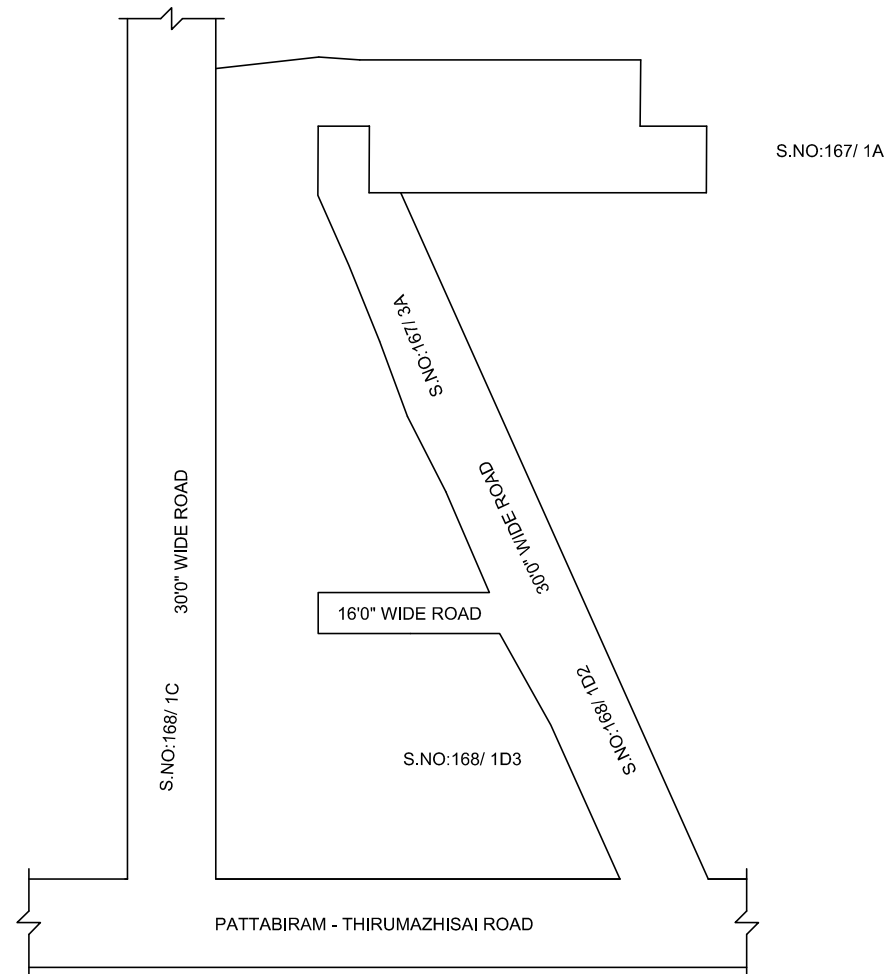 S.NO:167/ 1A
S.NO:167/ 3A
30'0" WIDE ROAD
30'0" WIDE ROAD
16'0" WIDE ROAD
S.NO:168/ 1C
S.NO:168/ 1D2
S.NO:168/ 1D3
PATTABIRAM - THIRUMAZHISAI ROAD